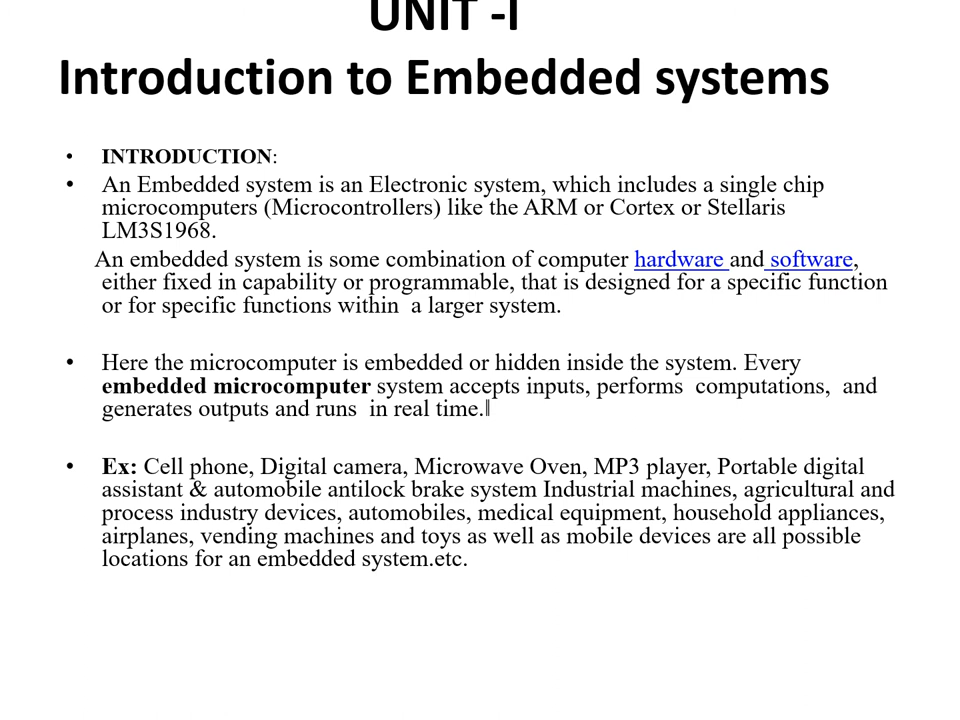 UNIT -I
Introduction to Embedded systems
• INTRODUCTION:
• An Embedded system is an Electronic system, which includes a single chip
microcomputers (Microcontrollers) like the ARM or Cortex or Stellaris
LM3S1968.
An embedded system is some combination of computer hardware and software,
either fixed in capability or programmable, that is designed for a specific function
or for specific functions within a larger system.
• Here the microcomputer is embedded or hidden inside the system. Every
embedded microcomputer system accepts inputs, performs computations, and
generates outputs and runs in real time.‖
• Ex: Cell phone, Digital camera, Microwave Oven, MP3 player, Portable digital
assistant & automobile antilock brake system Industrial machines, agricultural and
process industry devices, automobiles, medical equipment, household appliances,
airplanes, vending machines and toys as well as mobile devices are all possible
locations for an embedded system.etc.